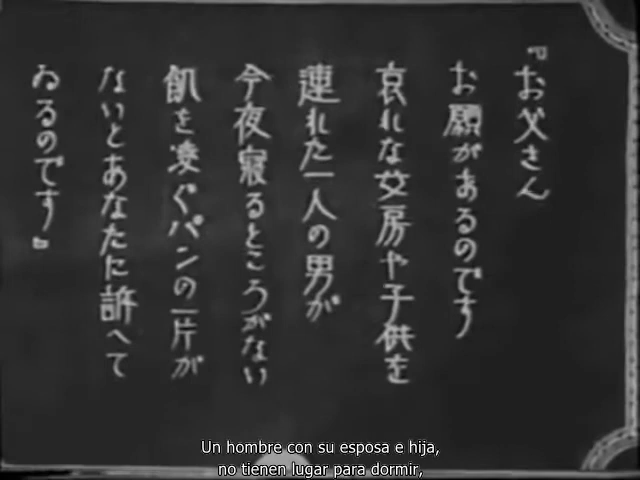 『お父さん
お願があるのです
哀れな女房や子供を
連れた一人の男が
今夜寝るところがない
飢を凌ぐパンの一片が
ないとあなたに訴へて
ゐるのです』
Un hombre con su esposa e hija,
no tienen lugar para dormir,